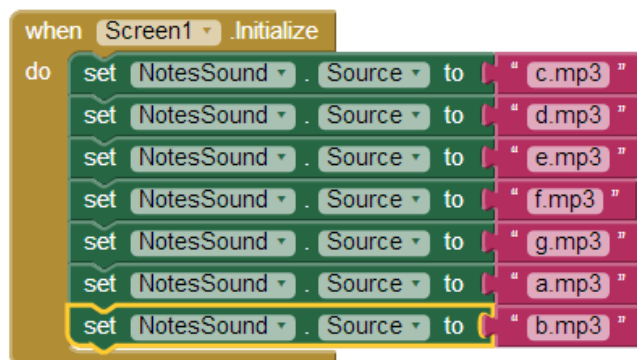 when Screen1 .Initialize
do set NotesSound . Source to " c.mp3 "
set NotesSound . Source to " d.mp3 "
set NotesSound . Source to " e.mp3 "
set NotesSound . Source to " f.mp3 "
set NotesSound . Source to " g.mp3 "
set NotesSound . Source to " a.mp3 "
set NotesSound . Source to " b.mp3 "